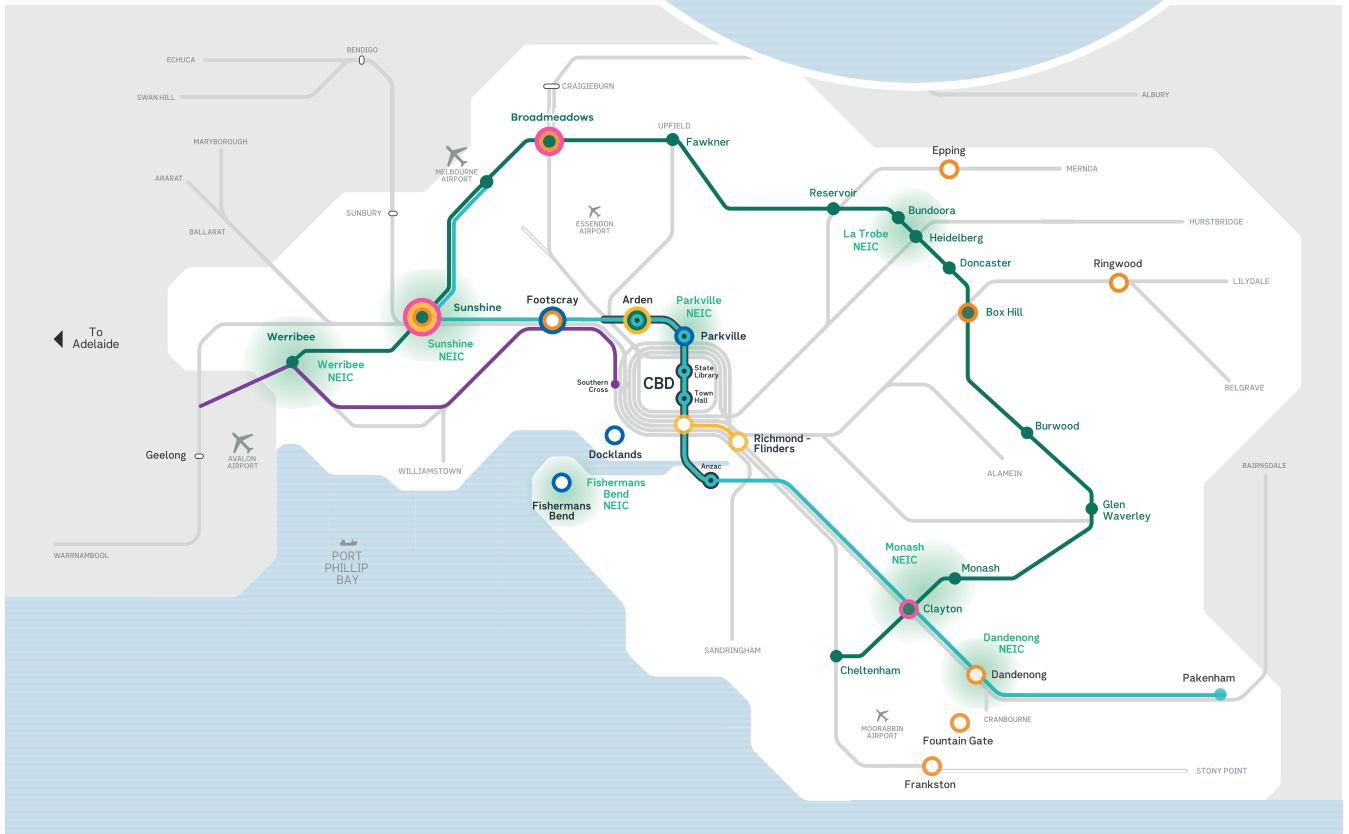 BENDIGO
ECHUCA
SWAN HILL
CRAIGIEBURN
ALBURY
Broadmeadows
UPFIELD
Fawkner
MARYBOROUGH
MELBOURNE
AIRPORT
Epping
MERNDA
ARARAT
Reservoir
SUNBURY
Bundoora
ESSENDON
AIRPORT
HURSTBRIDGE
BALLARAT
La Trobe
NEIC
Heidelberg
Doncaster
Ringwood
LILYDALE
Footscray
Arden
Parkville
NEIC
Sunshine
Box Hill
To
Adelaide
Werribee
Parkville
Sunshine
NEIC
Werribee
NEIC
State
Library
CBD
Southern
Cross
Town
Hall
BELGRAVE
Burwood
Richmond -
Flinders
Geelong
AVALON
AIRPORT
Docklands
WILLIAMSTOWN
Anzac
ALAMEIN
BAIRNSDALE
Fishermans
Bend
NEIC
Fishermans
Bend
Glen
Waverley
WARRNAMBOOL
PORT
PHILLIP
BAY
Monash
NEIC
Monash
Clayton
SANDRINGHAM
Dandenong
NEIC
Cheltenham
Dandenong
Pakenham
CRANBOURNE
MOORABBIN
AIRPORT
Fountain Gate
STONY POINT
Frankston